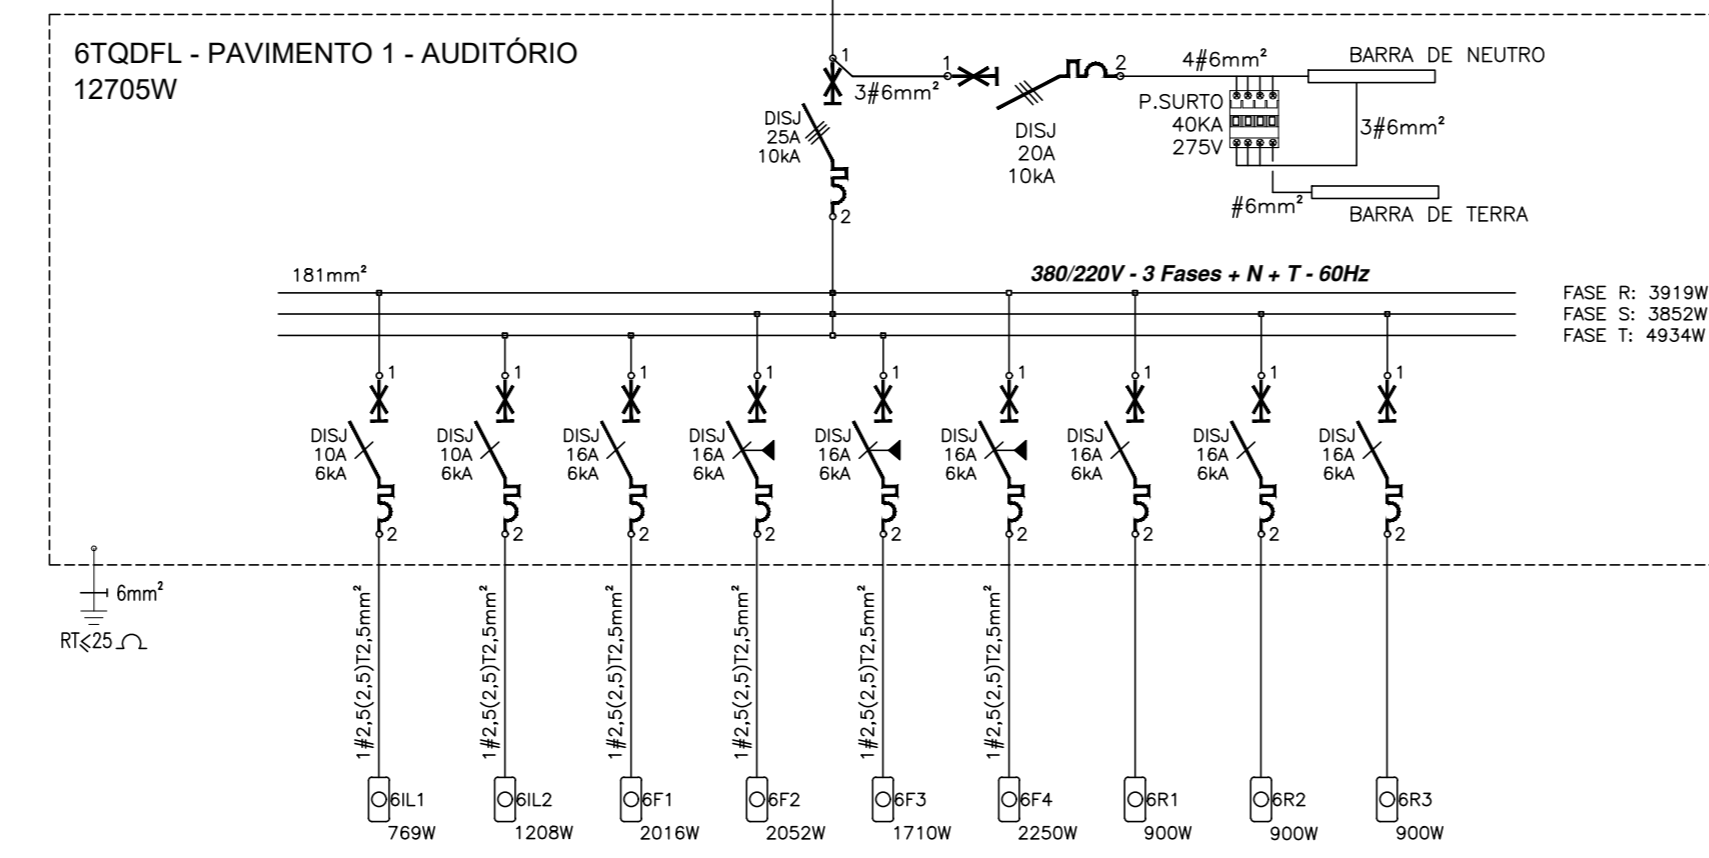 6TQDFL - PAVIMENTO 1 - AUDITÓRIO
12705W
1
3#6mm²
DISJ
25A
10kA
2
1
2
DISJ
20A
10kA
4#6mm²
BARRA DE NEUTRO
P.SURTO
40KA
275V
3#6mm²
#6mm²
BARRA DE TERRA
181mm²
380/220V - 3 Fases + N + T - 60Hz
FASE R: 3919W
FASE S: 3852W
FASE T: 4934W
1 1 1 1 1 1 1 1 1
DISJ DISJ DISJ DISJ DISJ DISJ DISJ DISJ DISJ
10A 10A 16A 16A 16A 16A 16A 16A 16A
6kA 6kA 6kA 6kA 6kA 6kA 6kA 6kA 6kA
2 2 2 2 2 2 2 2 2
6mm²
RT⩽25
1#2,5(2,5)T2,5mm²
1#2,5(2,5)T2,5mm²
1#2,5(2,5)T2,5mm²
1#2,5(2,5)T2,5mm²
1#2,5(2,5)T2,5mm²
1#2,5(2,5)T2,5mm²
6IL1 6IL2 6F1 6F2 6F3 6F4 6R1 6R2 6R3
769W 1208W 2016W 2052W 1710W 2250W 900W 900W 900W